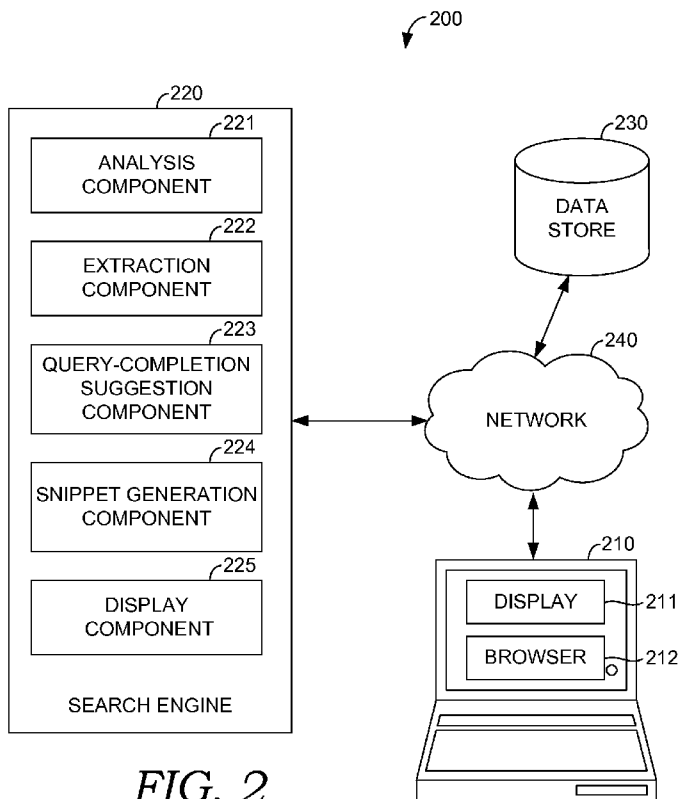 200
220
221
ANALYSIS
COMPONENT
222
EXTRACTION
COMPONENT
223
QUERY-COMPLETION
SUGGESTION
COMPONENT
224
SNIPPET GENERATION
COMPONENT
225
DISPLAY
COMPONENT
SEARCH ENGINE
230
DATA
STORE
240
NETWORK
210
DISPLAY
211
BROWSER
212
FIG. 2